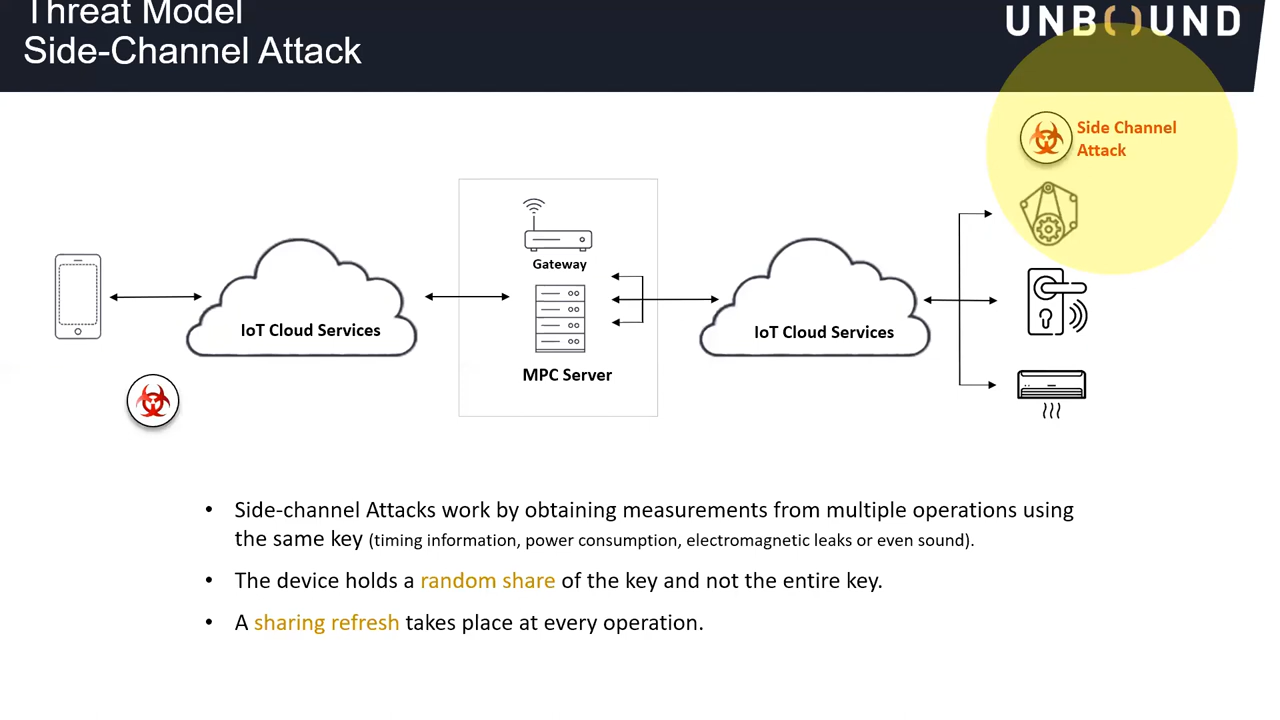 Threat Model
Side-Channel Attack
UNBOUND
Side Channel
Attack
Gateway
IoT Cloud Services
IoT Cloud Services
MPC Server
• Side-channel Attacks work by obtaining measurements from multiple operations using
the same key (timing information, power consumption, electromagnetic leaks or even sound).
• The device holds a random share of the key and not the entire key.
• A sharing refresh takes place at every operation.